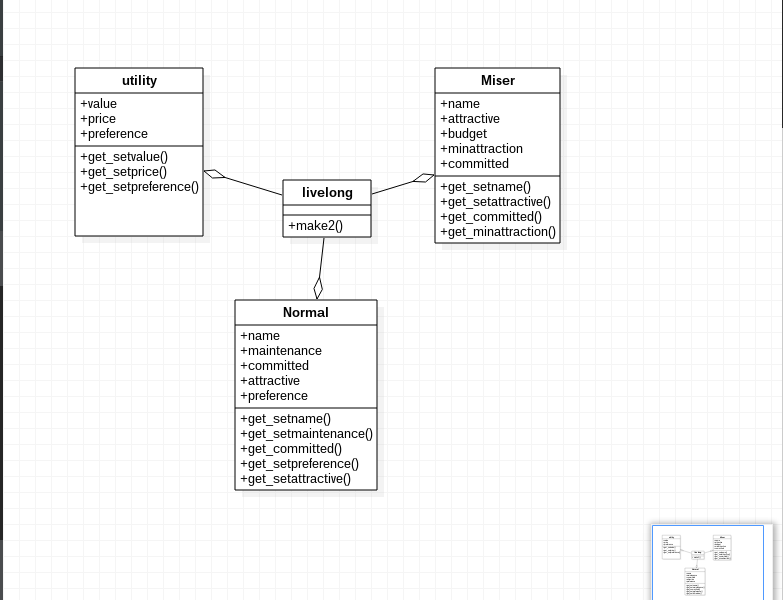 utility
+value
+price
+preference
+get_setvalue()
+get_setprice()
+get_setpreference()
Miser
+name
+attractive
+budget
+minattraction
+committed
+get_setname()
+get_setattractive()
+get_committed()
+get_minattraction()
livelong
+make2()
Normal
+name
+maintenance
+committed
+attractive
+preference
+get_setname()
+get_setmaintenance()
+get_committed()
+get_setpreference()
+get_setattractive()